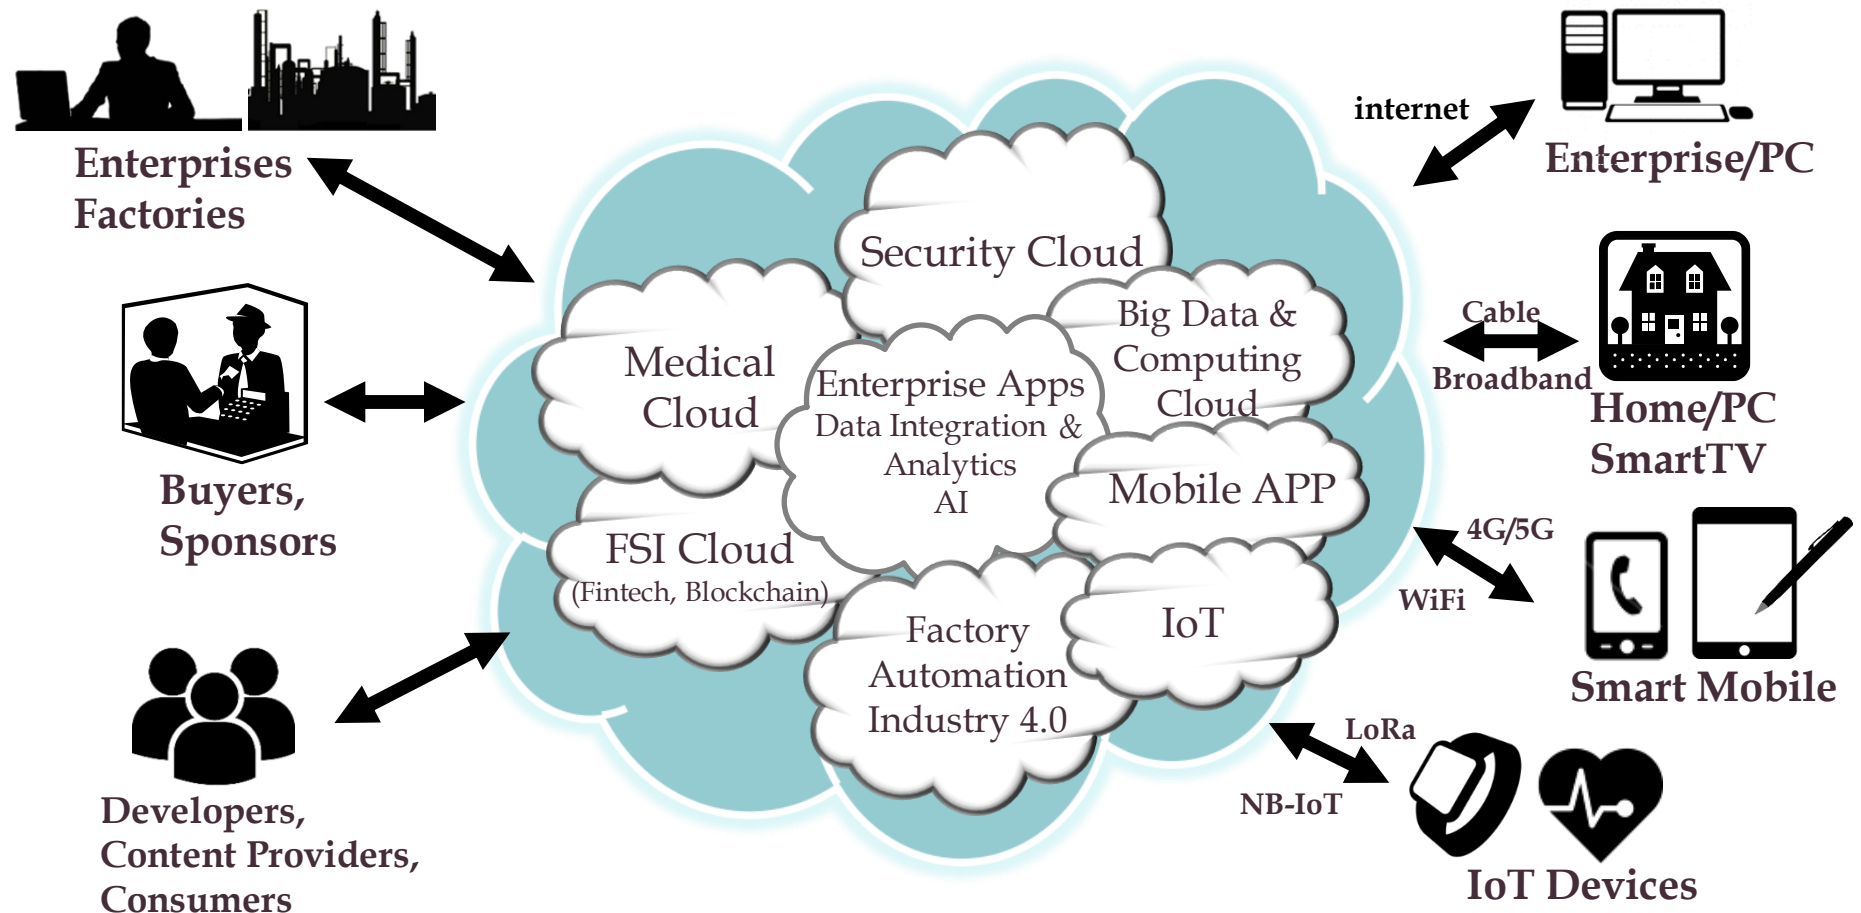 Enterprises
Factories
Buyers,
Sponsors
Developers,
Content Providers,
Consumers
Security Cloud
Medical
Cloud
Big Data &
Computing
Cloud
Enterprise Apps
Data Integration &
Analytics
AI
Mobile APP
FSI Cloud
(Fintech, Blockchain)
Factory
Automation
Industry 4.0
IoT
internet
Enterprise/PC
Cable
Broadband
Home/PC
SmartTV
4G/5G
WiFi
Smart Mobile
LoRa
NB-IoT
IoT Devices